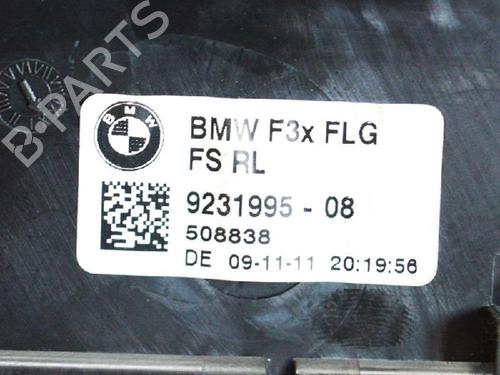 B-PARTS
BMW
BMW F3x FLG
FS RL
9231995 - 08
508838
DE 09-11-11 20:19:56